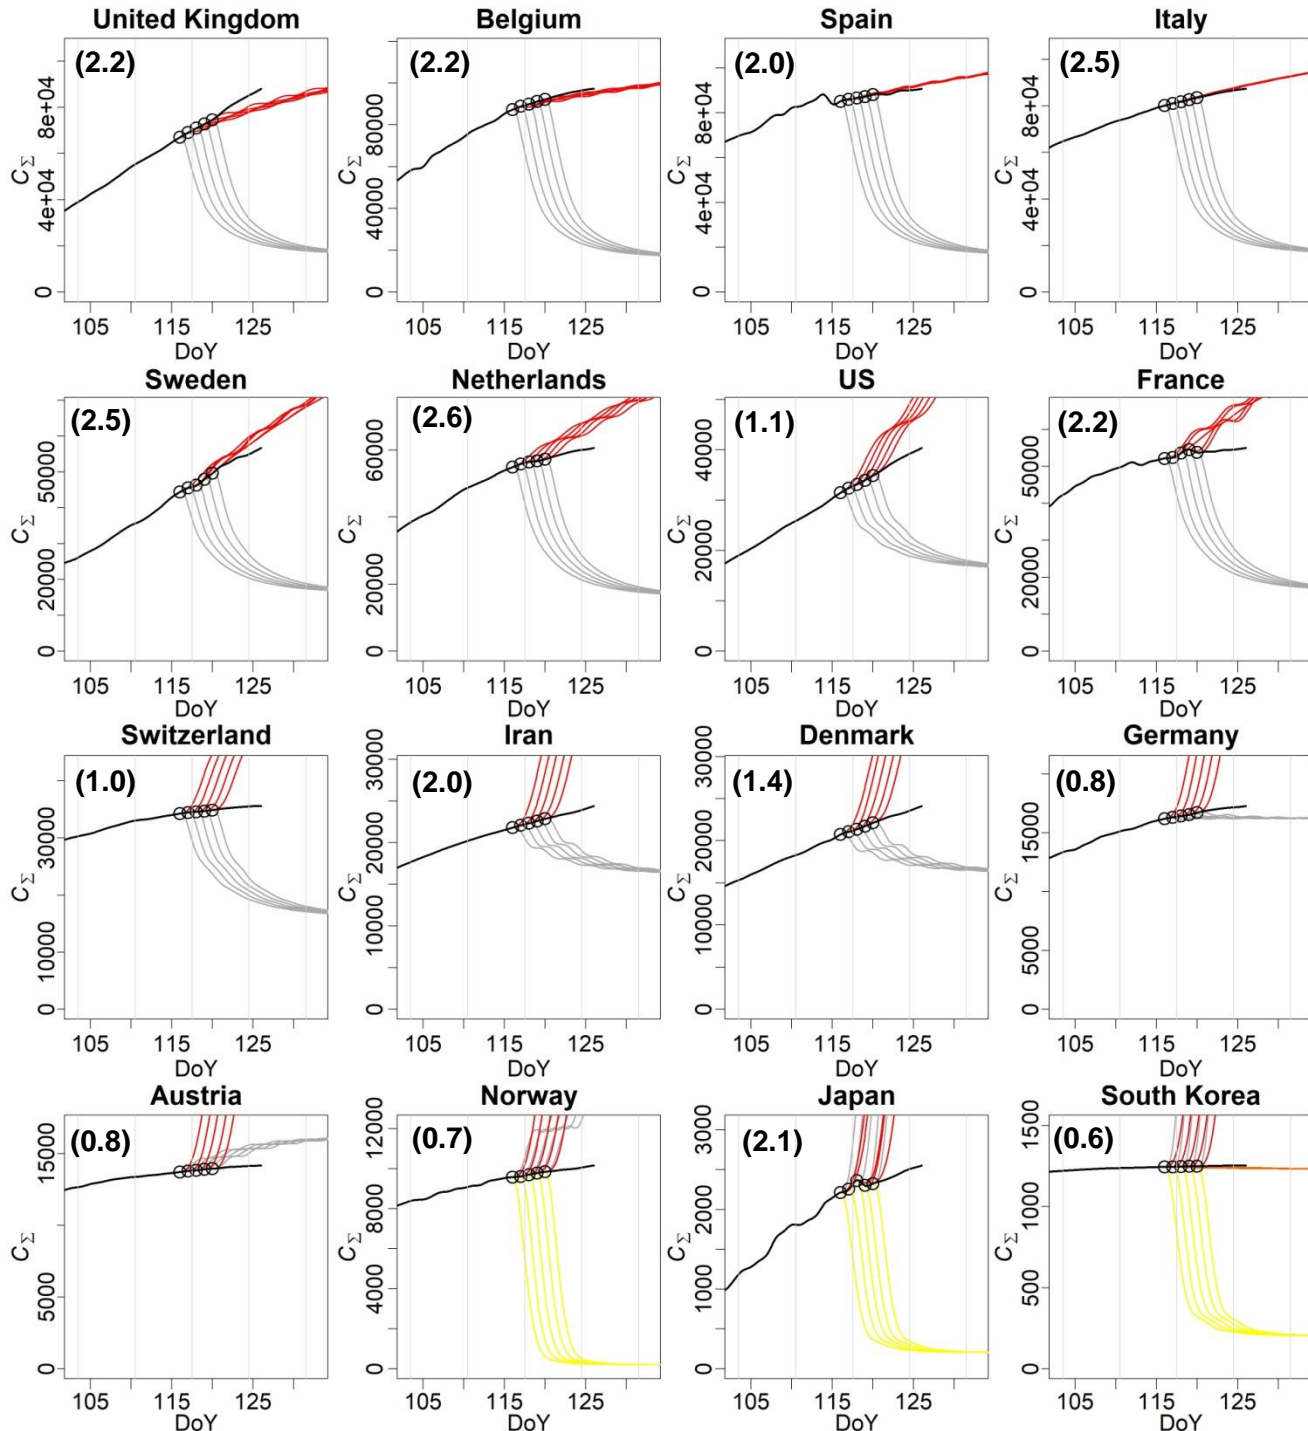 United Kingdom Belgium Spain Italy
(2.2) (2.2) (2.0) (2.5)
CΣ 0 4e+04 8e+04 CΣ 0 40000 80000 CΣ 0 4e+04 8e+04 CΣ 0 4e+04 8e+04
105 115 125 105 115 125 105 115 125 105 115 125
DoY DoY DoY DoY
Sweden Netherlands US France
(2.5) (2.6) (1.1) (2.2)
CΣ 0 20000 50000 CΣ 0 20000 60000 CΣ 0 20000 40000 CΣ 0 20000 50000
105 115 125 105 115 125 105 115 125 105 115 125
DoY DoY DoY DoY
Switzerland Iran Denmark Germany
(1.0) (2.0) (1.4) (0.8)
CΣ 0 10000 30000 CΣ 0 10000 20000 30000 CΣ 0 10000 20000 30000 CΣ 0 5000 15000
105 115 125 105 115 125 105 115 125 105 115 125
DoY DoY DoY DoY
Austria Norway Japan South Korea
(0.8) (0.7) (2.1) (0.6)
CΣ 0 5000 15000 CΣ 0 4000 8000 12000 CΣ 0 1000 2000 3000 CΣ 0 500 1000 1500
105 115 125 105 115 125 105 115 125 105 115 125
DoY DoY DoY DoY